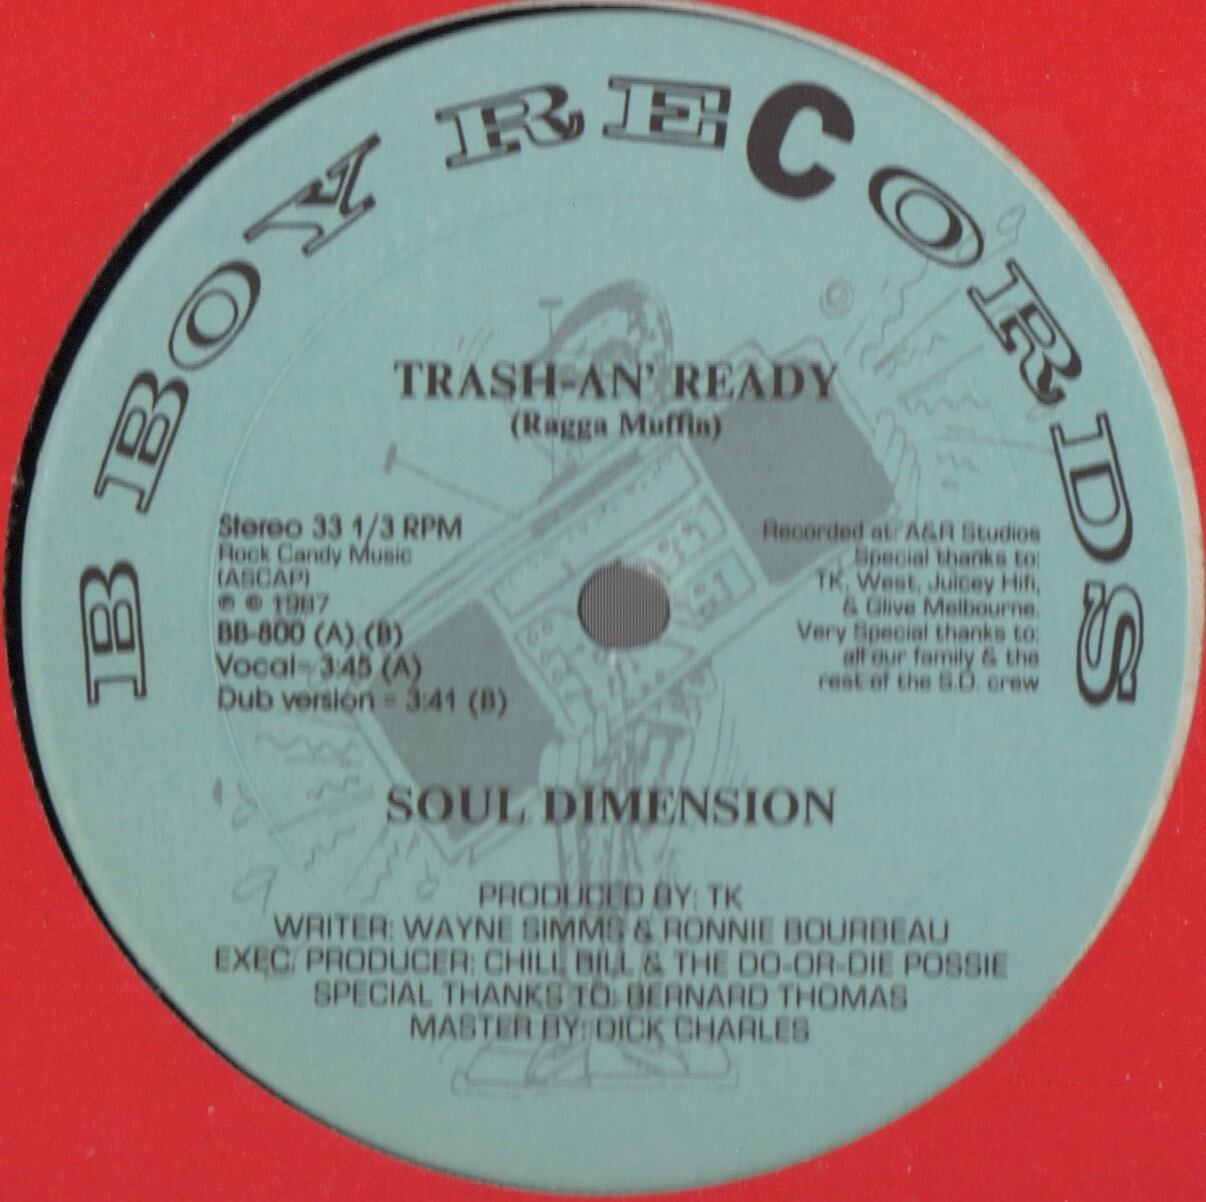 B BOY RECORDS
TRASH-AN' READY
(Ragga Muffin)
Stereo 33 1/3 RPM
Rock Candy Music
(ASCAP)
℗ © 1987
BB-800 (A) (B)
Vocal - 3:45 (A)
Dub version - 3:41 (B)
Recorded at: A&R Studios
Special thanks to:
TK, West, Juicey Hifi,
& Glive Melbourne.
Very Special thanks to:
all our family & the
rest of the S.D. crew
SOUL DIMENSION
PRODUCED BY: TK
WRITER: WAYNE SIMMS & RONNIE BOURBEAU
EXEC. PRODUCER: CHILL BILL & THE DO-OR-DIE POSSIE
SPECIAL THANKS TO: BERNARD THOMAS
MASTER BY: DICK CHARLES